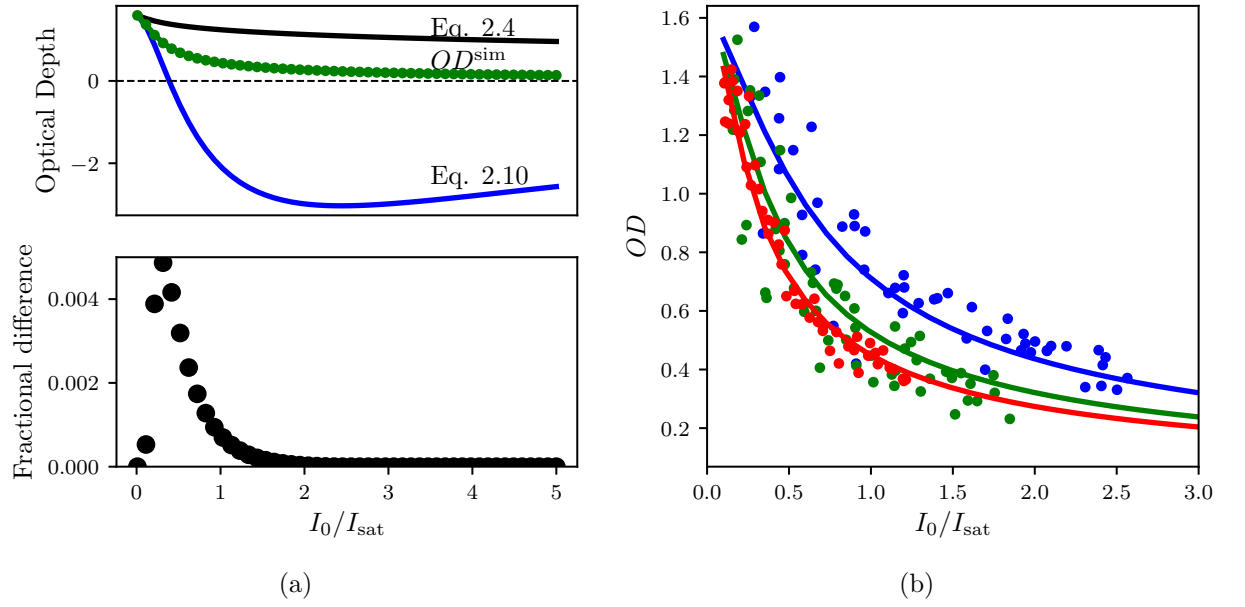 Optical Depth
0
−2
Eq. 2.4
OD^sim
Eq. 2.10
Fractional difference
0.004
0.002
0.000
0 1 2 3 4 5
I_0/I_sat
(a)
OD
1.6
1.4
1.2
1.0
0.8
0.6
0.4
0.2
0.0 0.5 1.0 1.5 2.0 2.5 3.0
I_0/I_sat
(b)